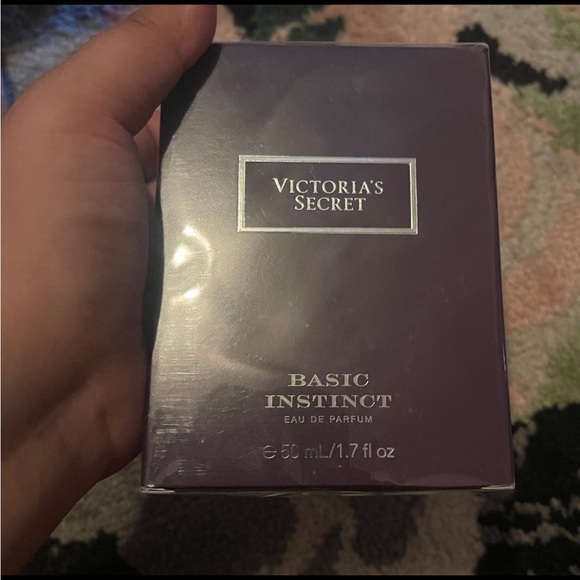 VICTORIA'S
SECRET
BASIC
INSTINCT
EAU DE PARFUM
℮ 50 mL/1.7 fl oz